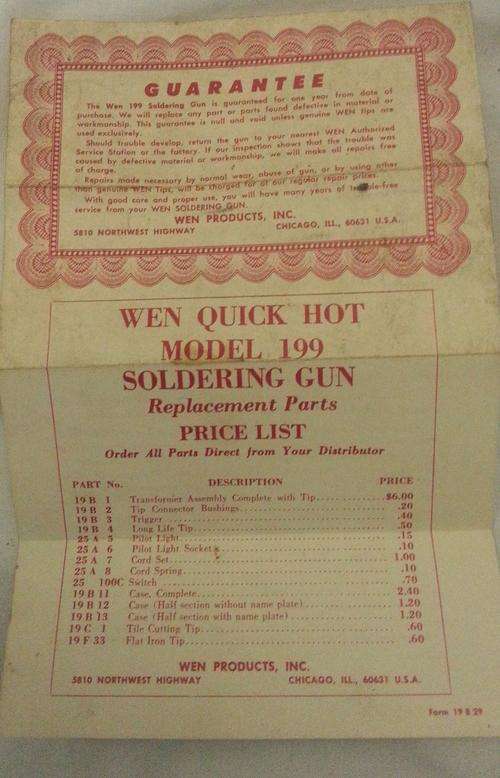 GUARANTEE
The Wen 199 Soldering Gun is guaranteed for one year from date of
purchase. We will replace any part or parts found defective in material or
workmanship. This guarantee is null and void unless genuine WEN tips are
used exclusively.
Should trouble develop, return the gun to your nearest WEN Authorized
Service Station or the factory. If our inspection shows that the trouble was
caused by defective material or workmanship, we will make all repairs free
of charge.
Repairs made necessary by normal wear, abuse of gun, or by using other
than genuine WEN Tips, will be charged for at our regular repair prices.
With good care and proper use, you will have many years of trouble-free
service from your WEN SOLDERING GUN.
WEN PRODUCTS, INC.
5810 NORTHWEST HIGHWAY CHICAGO, ILL., 60631 U.S.A.
WEN QUICK HOT
MODEL 199
SOLDERING GUN
Replacement Parts
PRICE LIST
Order All Parts Direct from Your Distributor
PART No. DESCRIPTION PRICE
19 B 1 Transformer Assembly Complete with Tip $6.00
19 B 2 Tip Connector Bushings .20
19 B 3 Trigger .40
19 B 4 Long Life Tip .50
25 A 5 Pilot Light .15
25 A 6 Pilot Light Sockets .10
25 A 7 Cord Set 1.00
25 A 8 Cord Spring .10
25 100C Switch .70
19 B 11 Case, Complete 2.40
19 B 12 Case (Half section without name plate) 1.20
19 B 13 Case (Half section with name plate) 1.20
19 C 1 Tile Cutting Tip .60
19 F 33 Flat Iron Tip .60
WEN PRODUCTS, INC.
5810 NORTHWEST HIGHWAY CHICAGO, ILL., 60631 U.S.A.
Form 19 B 29